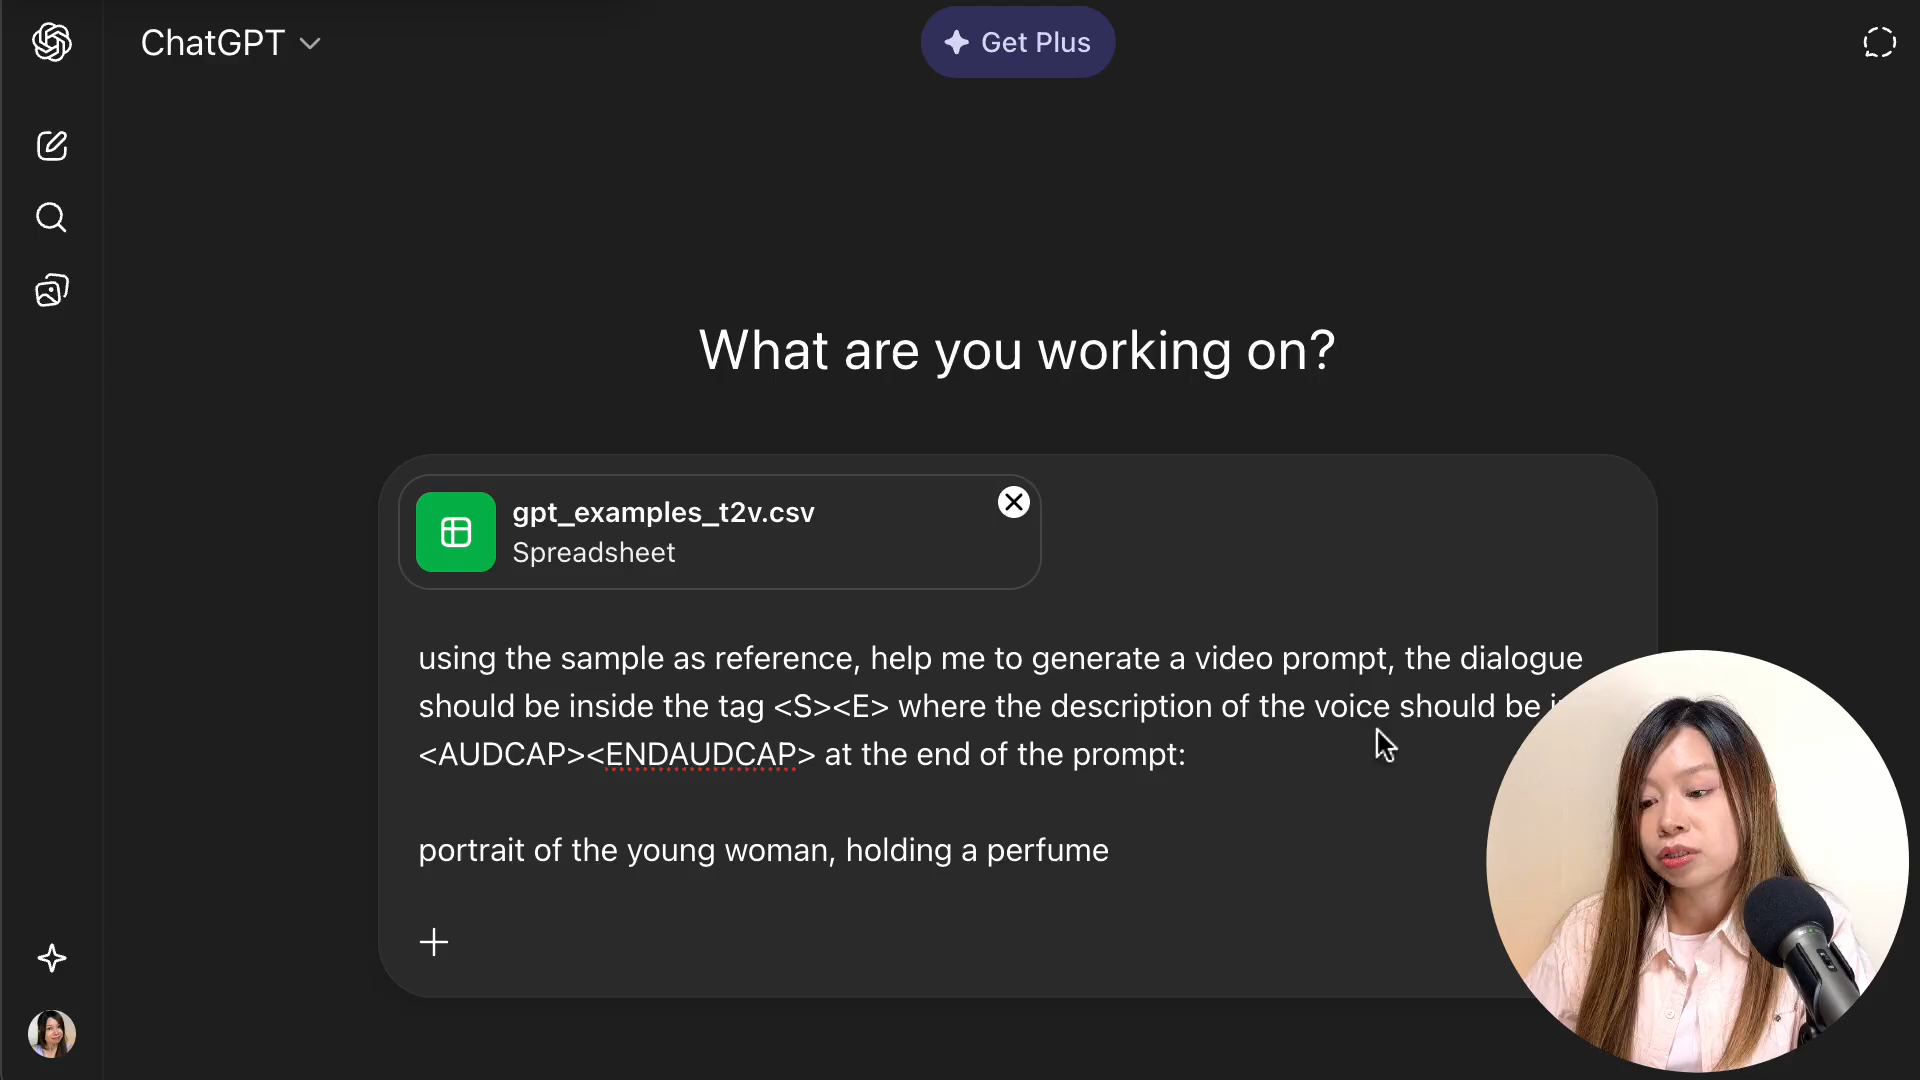 ChatGPT
Get Plus
What are you working on?
gpt_examples_t2v.csv
Spreadsheet
using the sample as reference, help me to generate a video prompt, the dialogue
should be inside the tag <S><E> where the description of the voice should be
<AUDCAP><ENDAUDCAP> at the end of the prompt:
portrait of the young woman, holding a perfume